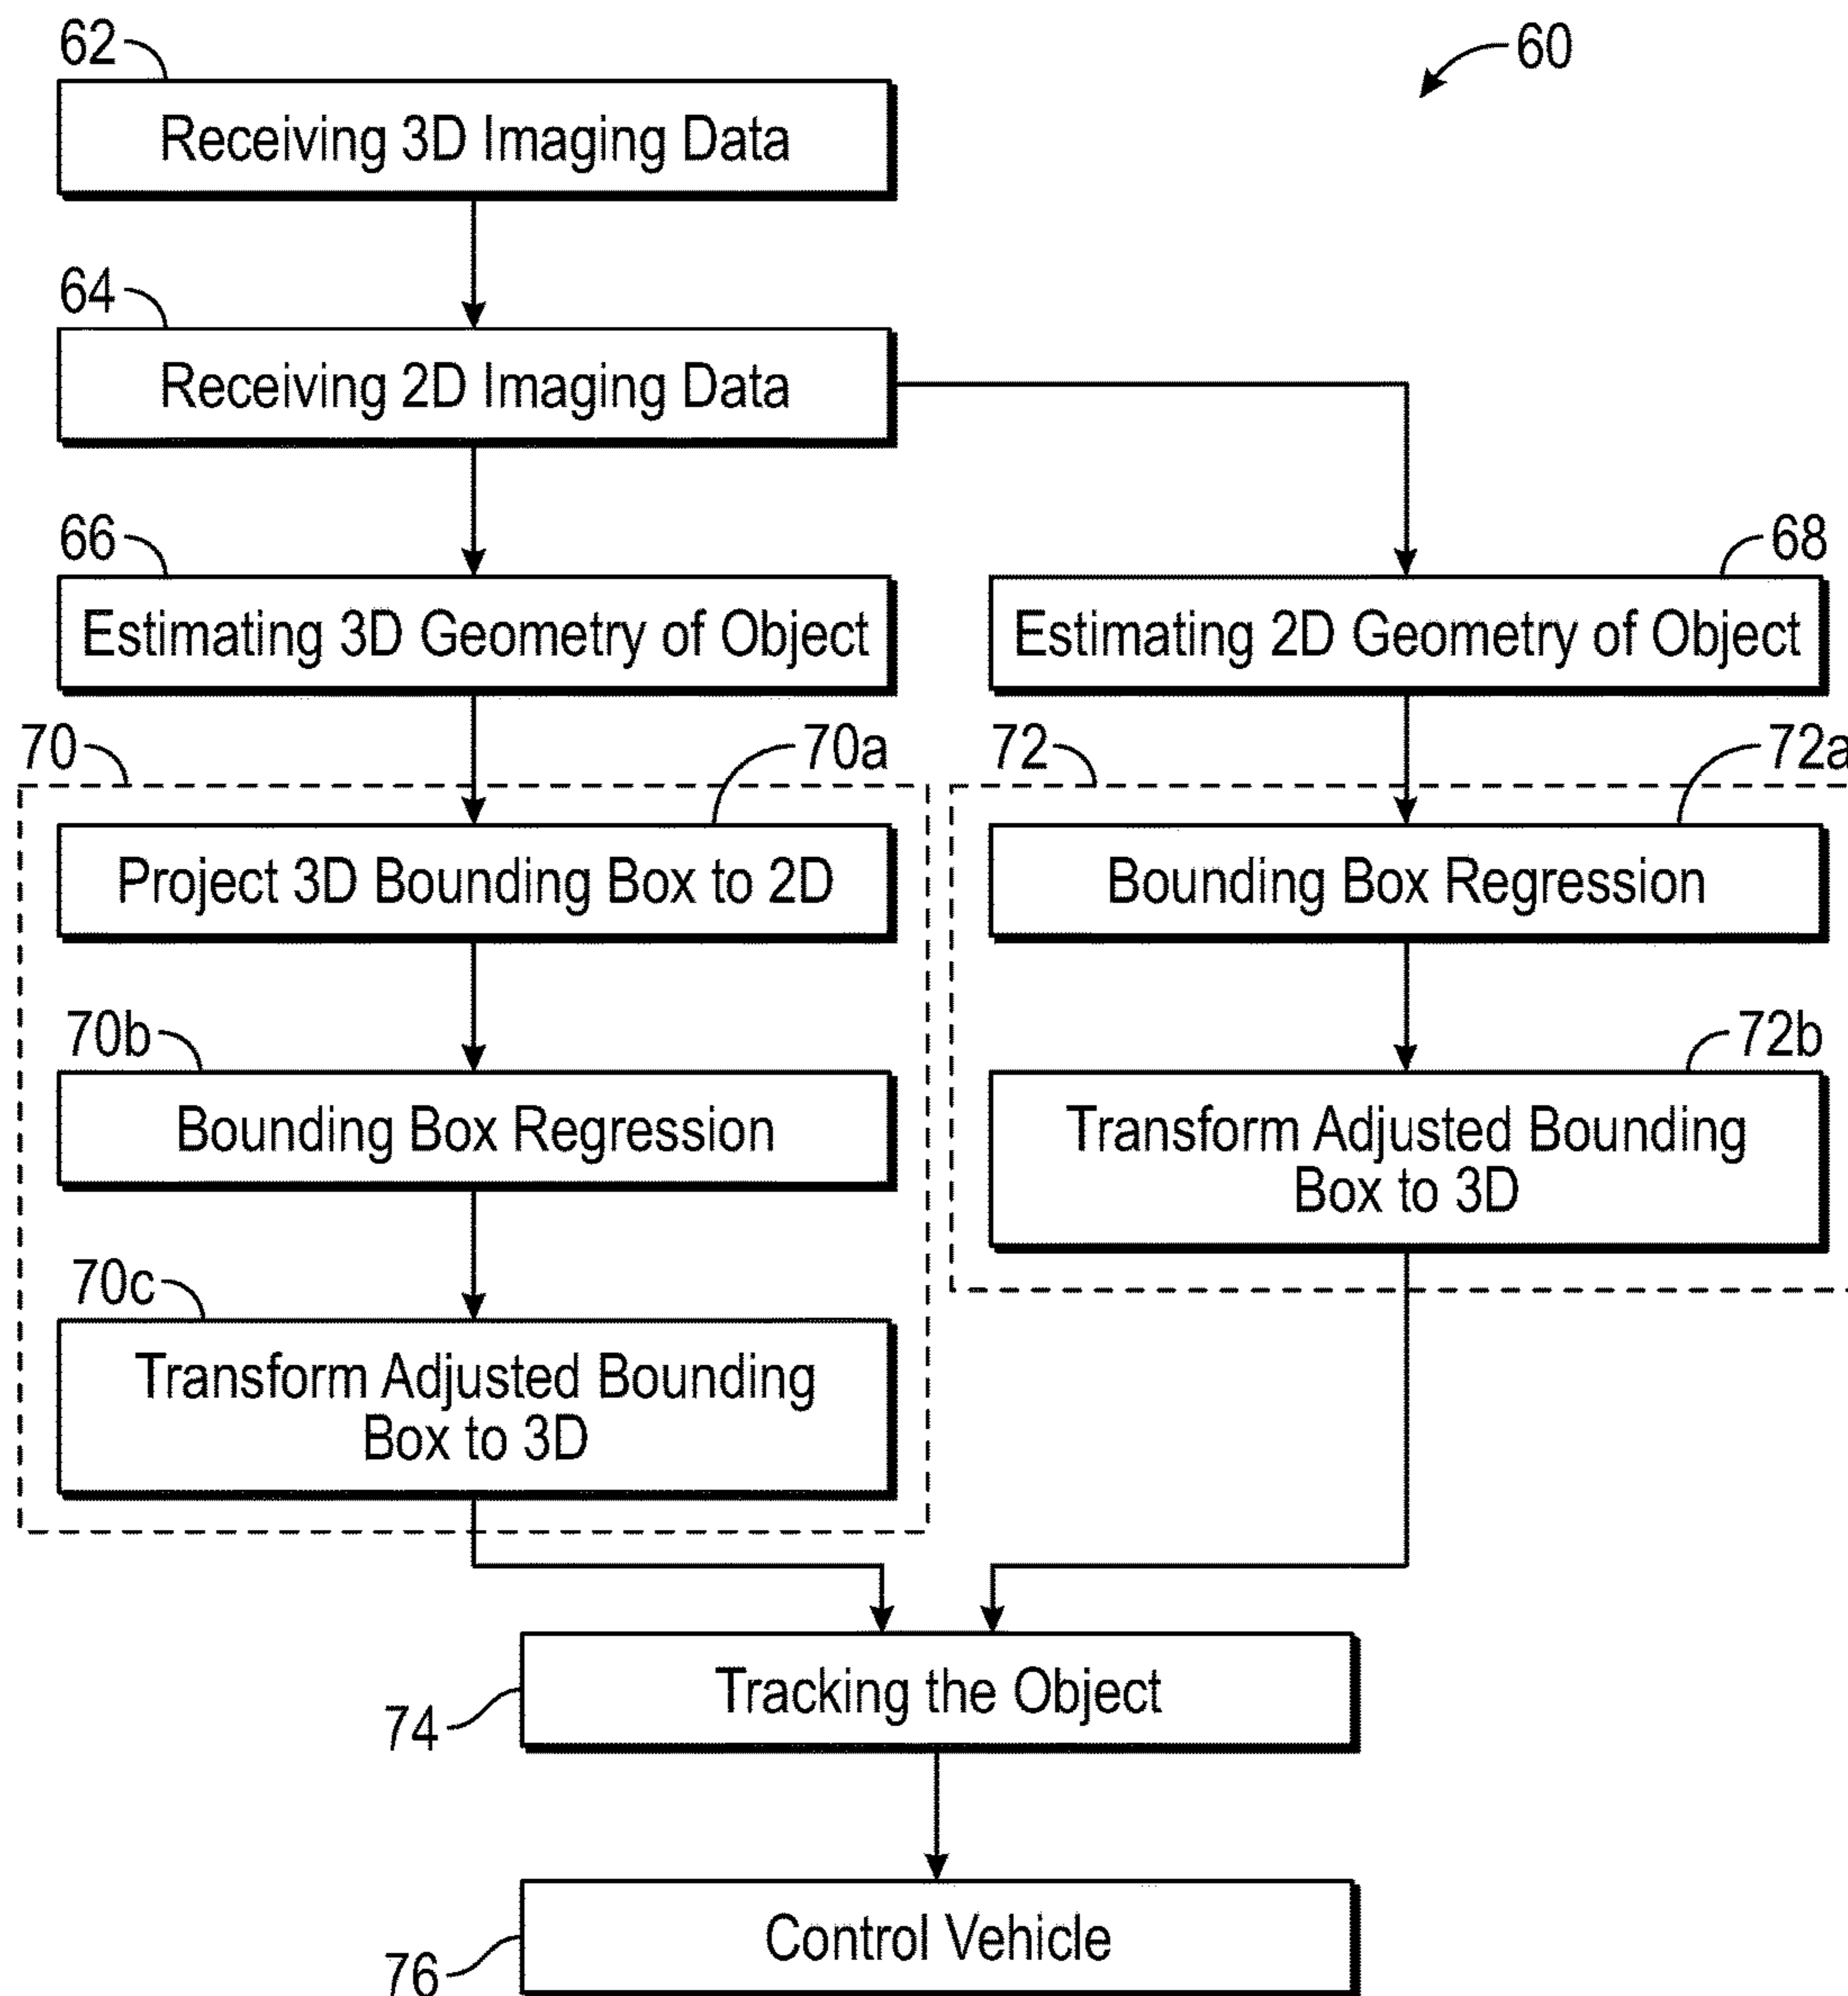 62
60
Receiving 3D Imaging Data
64
Receiving 2D Imaging Data
66
68
Estimating 3D Geometry of Object
Estimating 2D Geometry of Object
70
70a
72
72a
Project 3D Bounding Box to 2D
Bounding Box Regression
70b
72b
Bounding Box Regression
Transform Adjusted Bounding
Box to 3D
70c
Transform Adjusted Bounding
Box to 3D
Tracking the Object
74
Control Vehicle
76